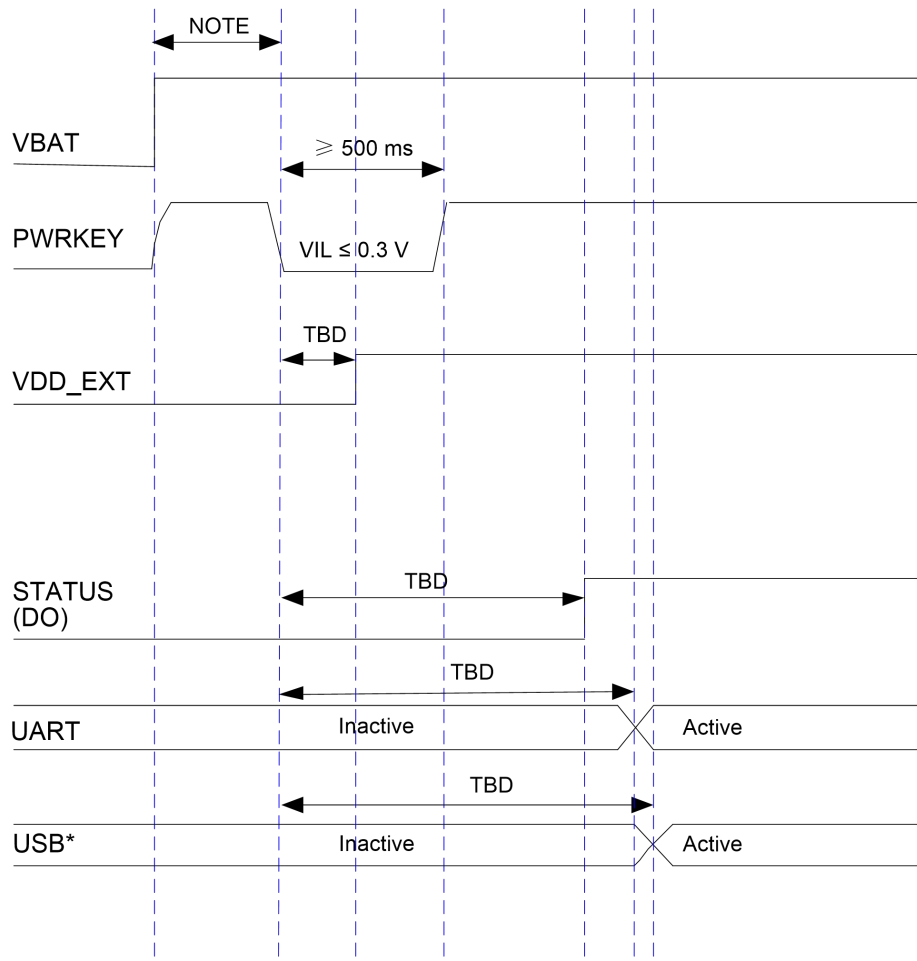 NOTE
VBAT
≥ 500 ms
PWRKEY
VIL ≤ 0.3 V
TBD
VDD_EXT
TBD
STATUS
(DO)
TBD
UART
Inactive
Active
TBD
USB*
Inactive
Active